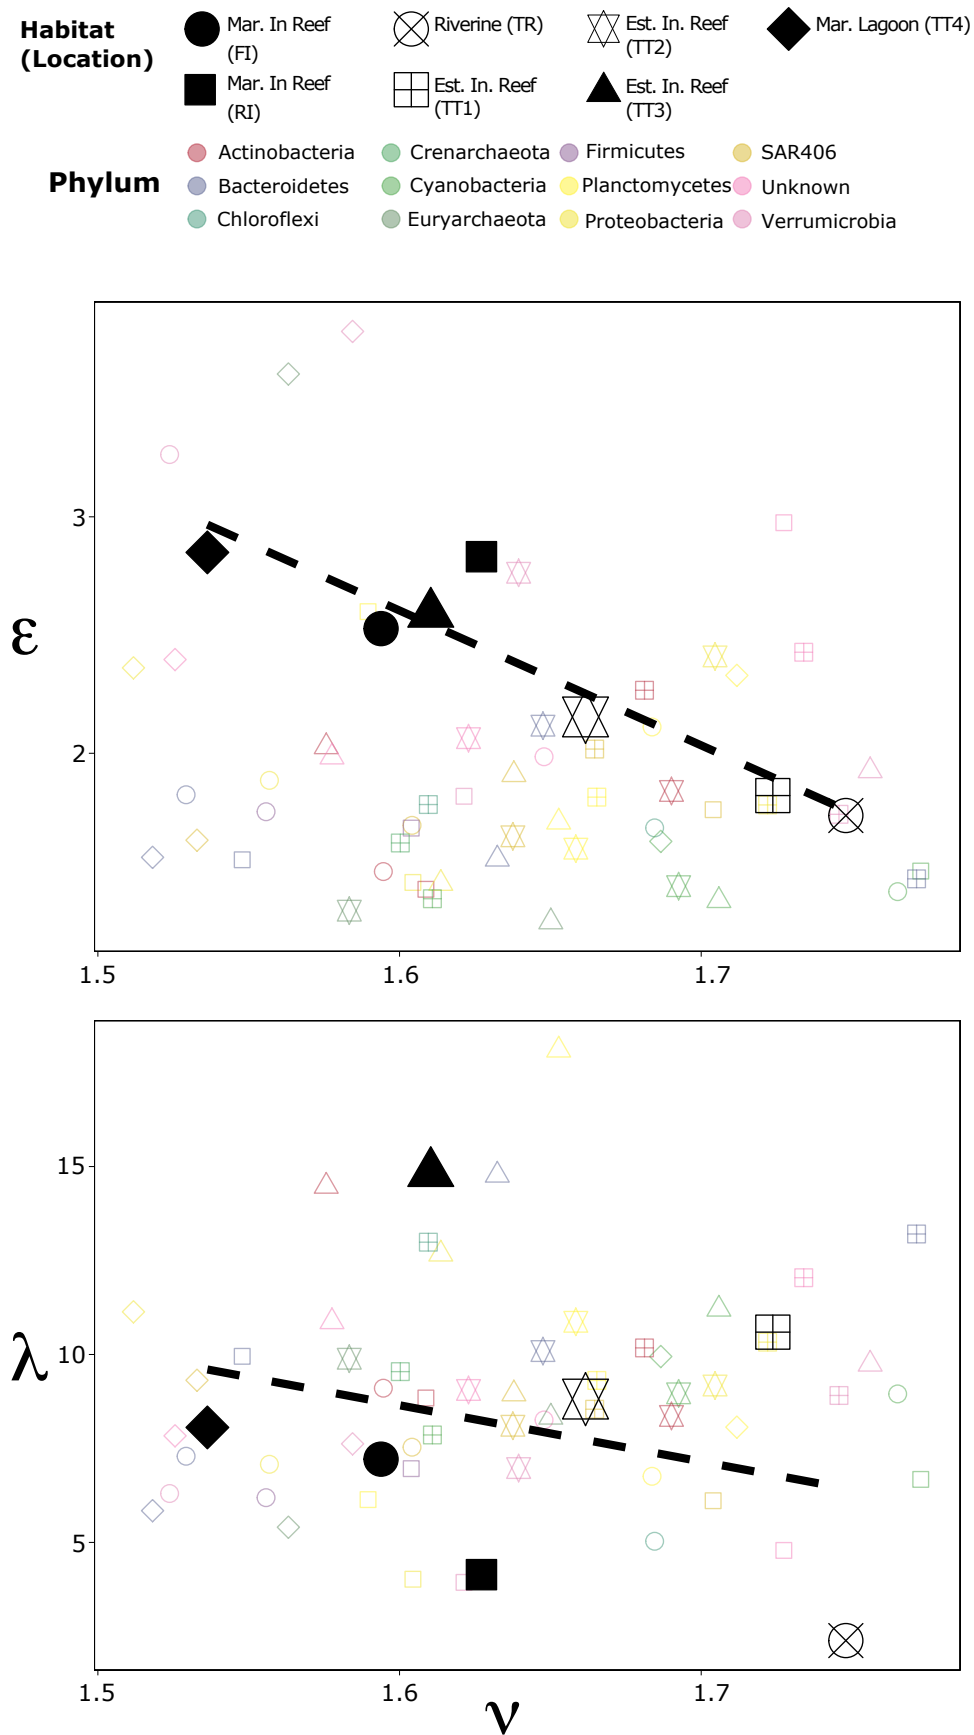 Habitat
(Location)
Mar. In Reef
(FI)
Riverine (TR)
Est. In. Reef
(TT2)
Mar. Lagoon (TT4)
Mar. In Reef
(RI)
Est. In. Reef
(TT1)
Est. In. Reef
(TT3)
Phylum
Actinobacteria
Crenarchaeota
Firmicutes
SAR406
Bacteroidetes
Cyanobacteria
Planctomycetes
Unknown
Chloroflexi
Euryarchaeota
Proteobacteria
Verrumicrobia
3
ε
2
1.5
1.6
1.7
15
10
λ
5
1.5
1.6
1.7
ν